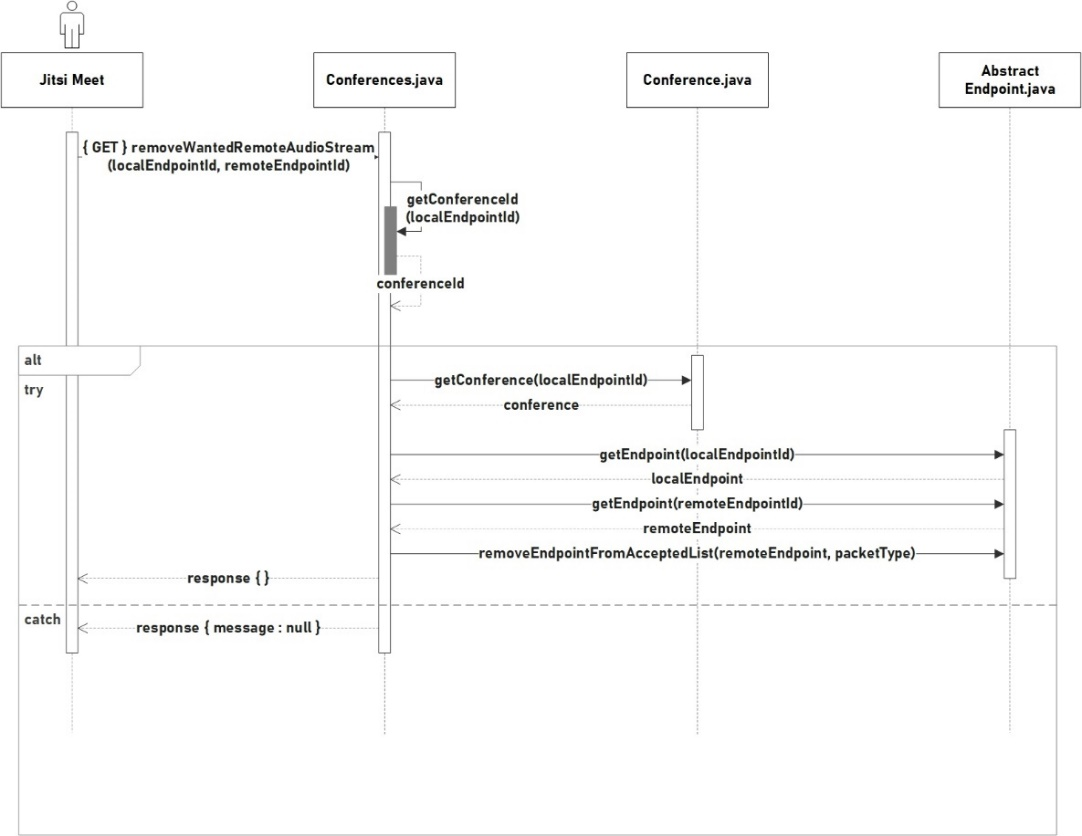 Jitsi Meet
Conferences.java
Conference.java
Abstract
Endpoint.java
{ GET } removeWantedRemoteAudioStream
(localEndpointId, remoteEndpointId)
getConferenceId
(localEndpointId)
conferenceId
alt
try
getConference(localEndpointId)
conference
getEndpoint(localEndpointId)
localEndpoint
getEndpoint(remoteEndpointId)
remoteEndpoint
removeEndpointFromAcceptedList(remoteEndpoint, packetType)
response { }
catch
response { message : null }